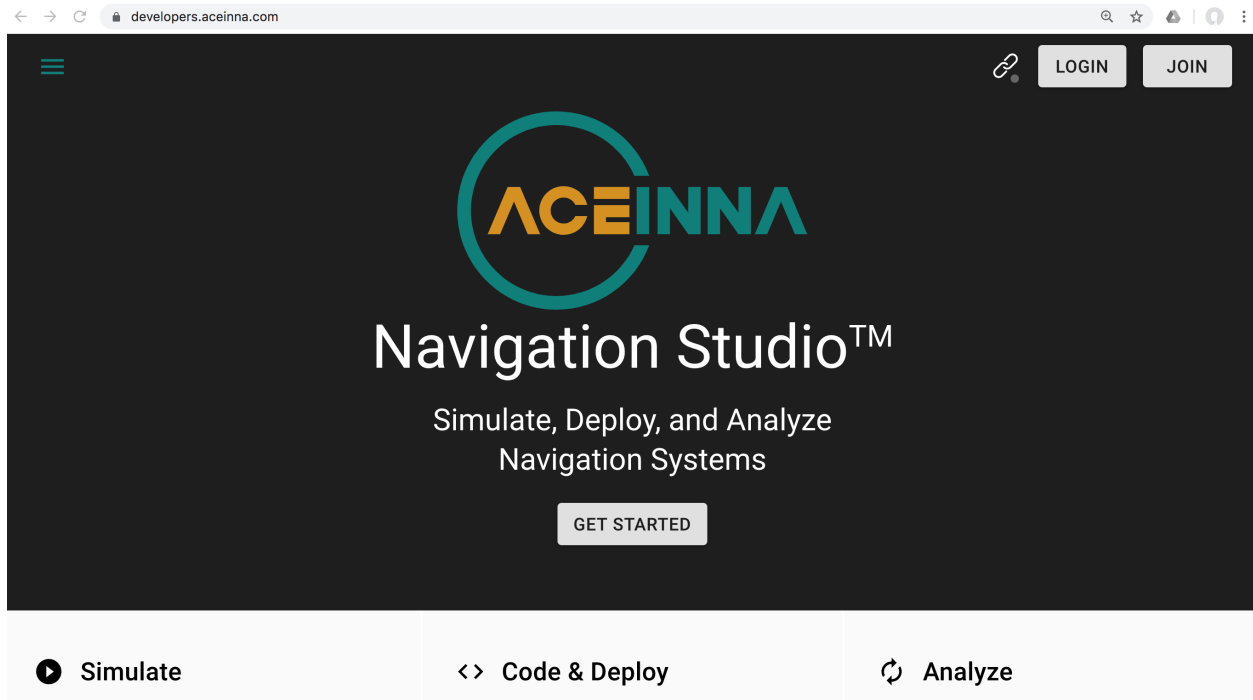 developers.aceinna.com
LOGIN JOIN
ACEINNA
Navigation Studio™
Simulate, Deploy, and Analyze
Navigation Systems
GET STARTED
Simulate
Code & Deploy
Analyze